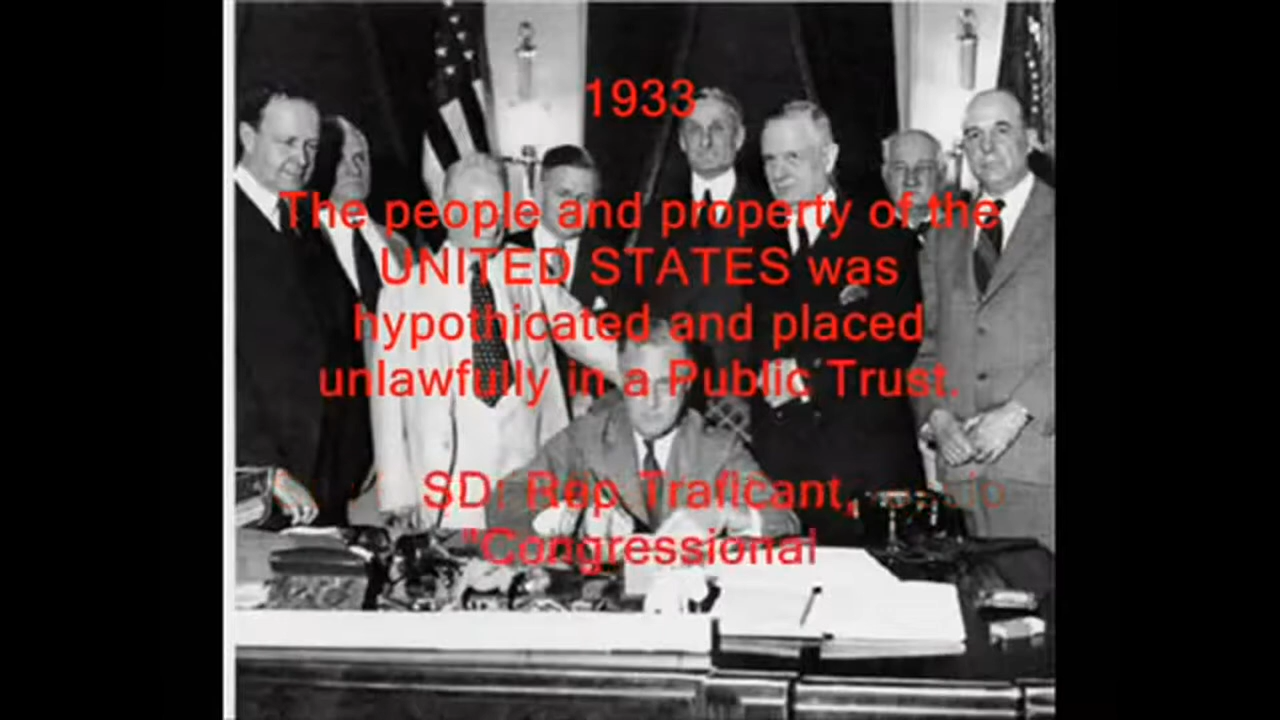 1933
The people and property of the
UNITED STATES was
hypothicated and placed
unlawfully in a Public Trust.
SD: Rep Traficant,
"Congressional